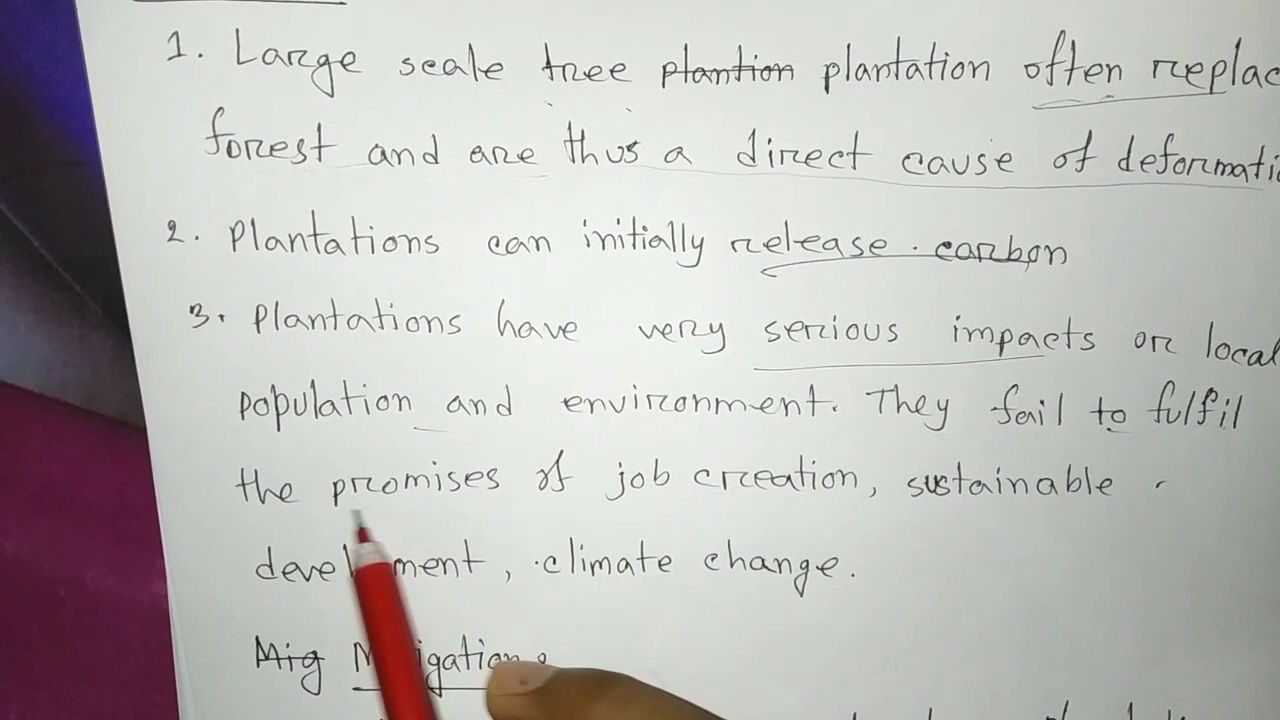 1. Large scale tree plantion plantation often replac
forest and are thus a direct cause of deformati
2. Plantations can initially release carbon
3. Plantations have very serious impacts on local
population and environment. They fail to fulfil
the promises of job creation, sustainable
development, climate change.
Mig